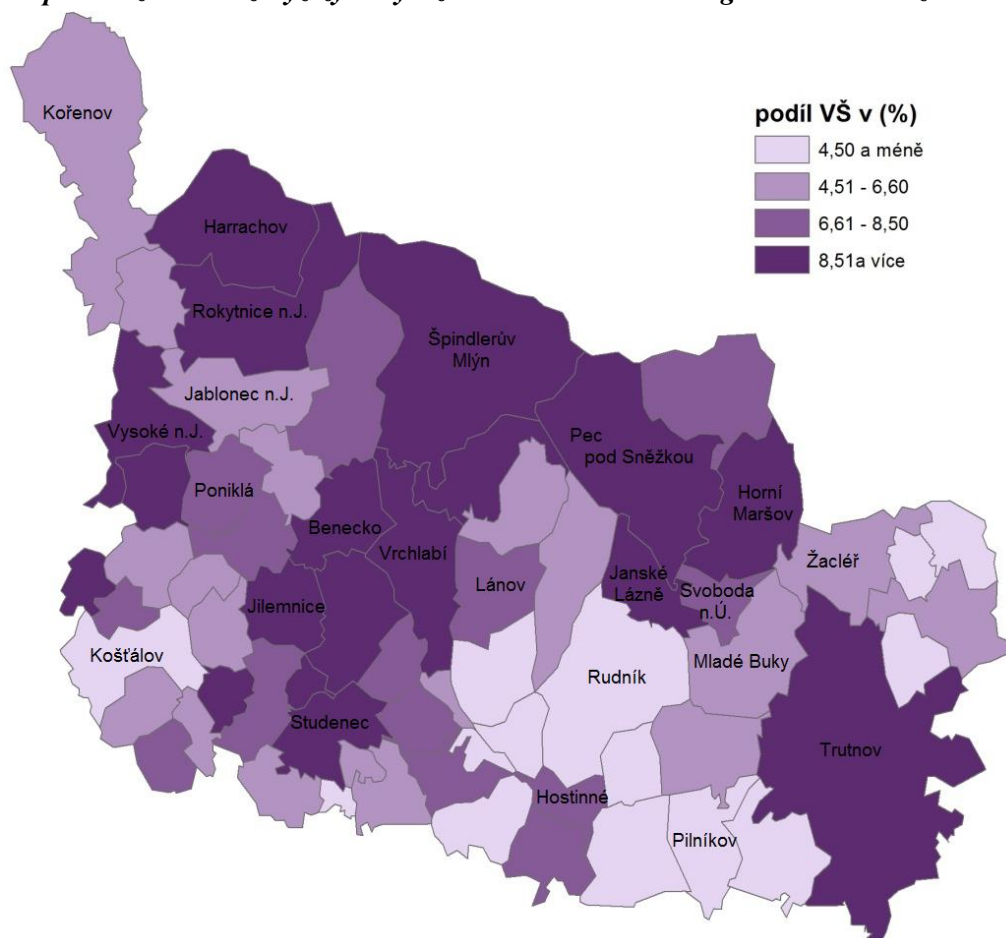 Kořenov
podíl VŠ v (%)
4,50 a méně
4,51 - 6,60
6,61 - 8,50
8,51a více
Harrachov
Rokytnice n.J.
Špindlerův
Mlýn
Jablonec n.J.
Vysoké n.J.
Pec
pod Sněžkou
Poniklá
Horní
Maršov
Benecko
Vrchlabí
Žacléř
Lánov
Janské
Lázně
Svoboda
n.Ú.
Jilemnice
Košťálov
Rudník
Mladé Buky
Studenec
Trutnov
Hostinné
Pilníkov